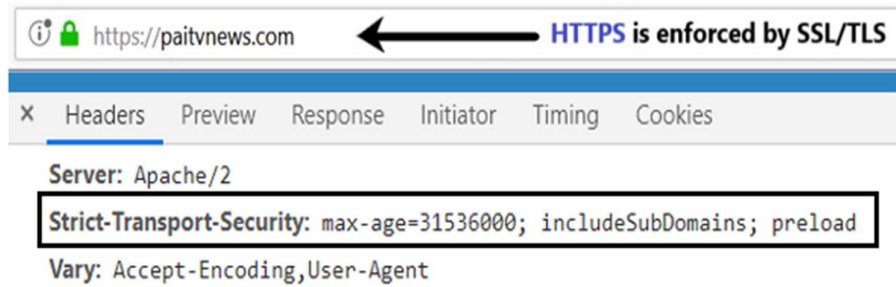 https://paitvnews.com HTTPS is enforced by SSL/TLS
× Headers Preview Response Initiator Timing Cookies
Server: Apache/2
Strict-Transport-Security: max-age=31536000; includeSubDomains; preload
Vary: Accept-Encoding,User-Agent